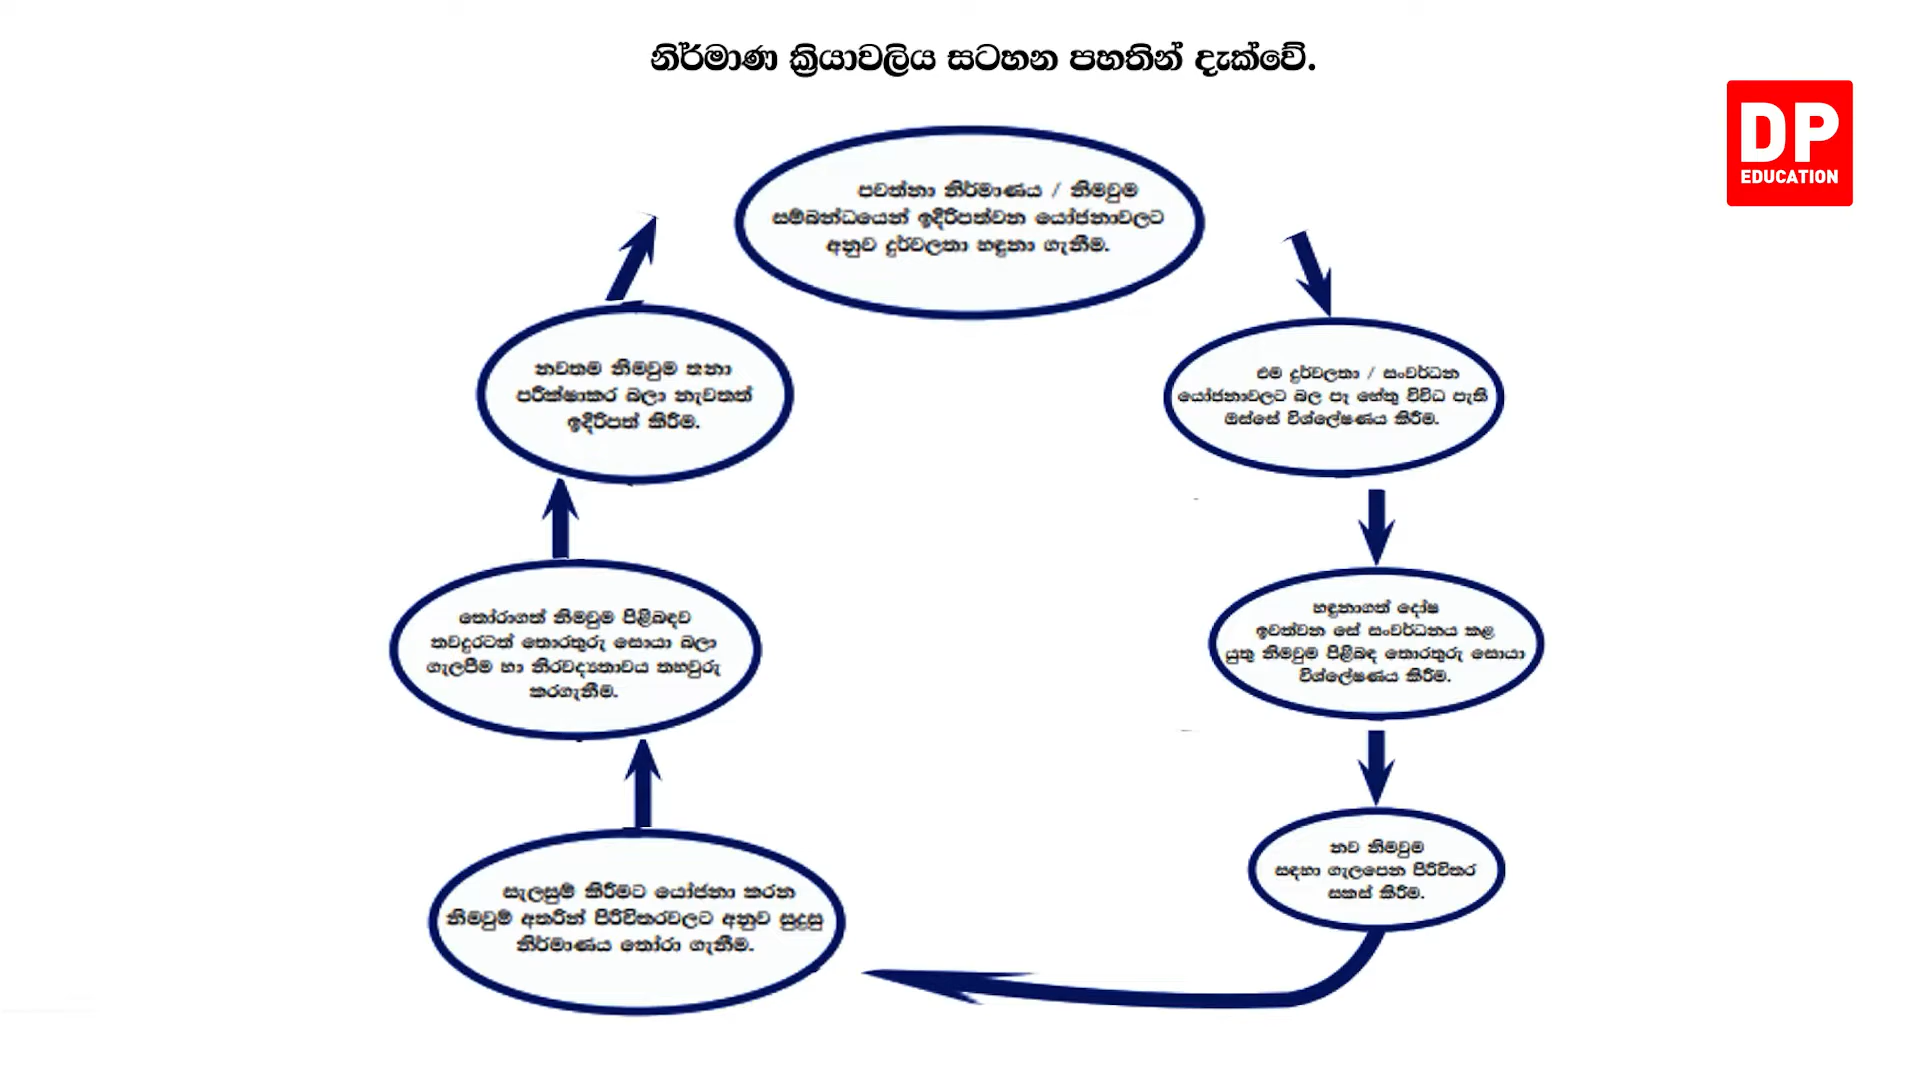 නිර්මාණ ක්‍රියාවලිය සටහන පහතින් දැක්වේ.
DP
EDUCATION
පවත්නා නිර්මාණය / නිමවුම
සම්බන්ධයෙන් ඉදිරිපත්වන යෝජනාවලට
අනුව දුර්වලතා හඳුනා ගැනීම.
එම දුර්වලතා / සංවර්ධන
යෝජනාවලට බල පෑ හේතු විවිධ පැති
ඔස්සේ විශ්ලේෂණය කිරීම.
හඳුනාගත් දෝෂ
ඉවත්වන සේ සංවර්ධනය කළ
යුතු නිමවුම පිළිබඳ තොරතුරු සොයා
විශ්ලේෂණය කිරීම.
නව නිමවුම
සඳහා ගැලපෙන පිරිවිතර
සකස් කිරීම.
සැලසුම් කිරීමට යෝජනා කරන
නිමවුම් අතරින් පිරිවිතරවලට අනුව සුදුසු
නිර්මාණය තෝරා ගැනීම.
තෝරාගත් නිමවුම පිළිබඳව
තවදුරටත් තොරතුරු සොයා බලා
ගැලපීම හා නිරවද්‍යතාවය තහවුරු
කරගැනීම.
නවතම නිමවුම තනා
පරීක්ෂාකර බලා නැවතත්
ඉදිරිපත් කිරීම.